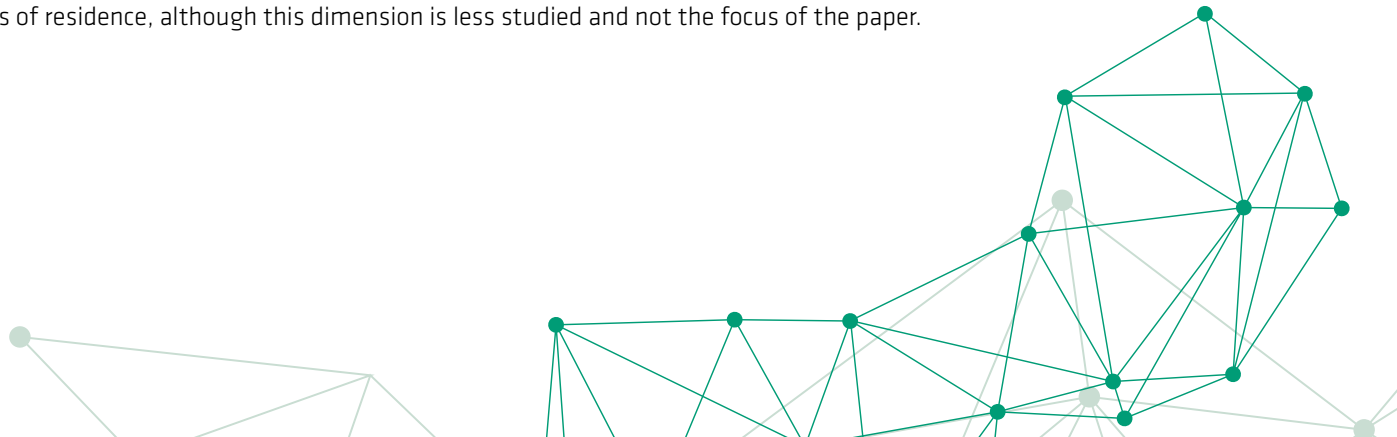 s of residence, although this dimension is less studied and not the focus of the paper.